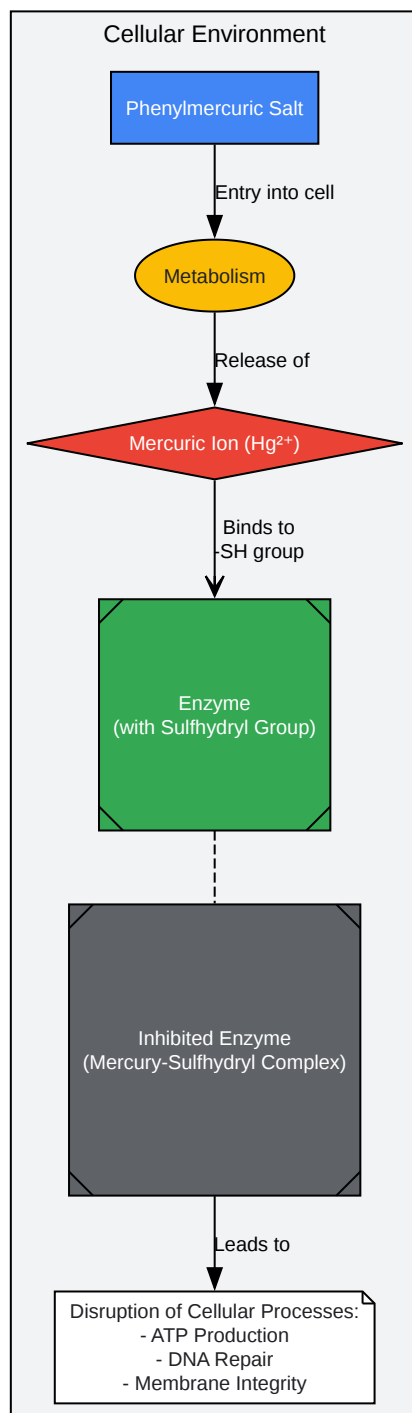 Cellular Environment
Phenylmercuric Salt
Entry into cell
Metabolism
Release of
Mercuric Ion (Hg²⁺)
Binds to
-SH group
Enzyme
(with Sulfhydryl Group)
Inhibited Enzyme
(Mercury-Sulfhydryl Complex)
Leads to
Disruption of Cellular Processes:
- ATP Production
- DNA Repair
- Membrane Integrity